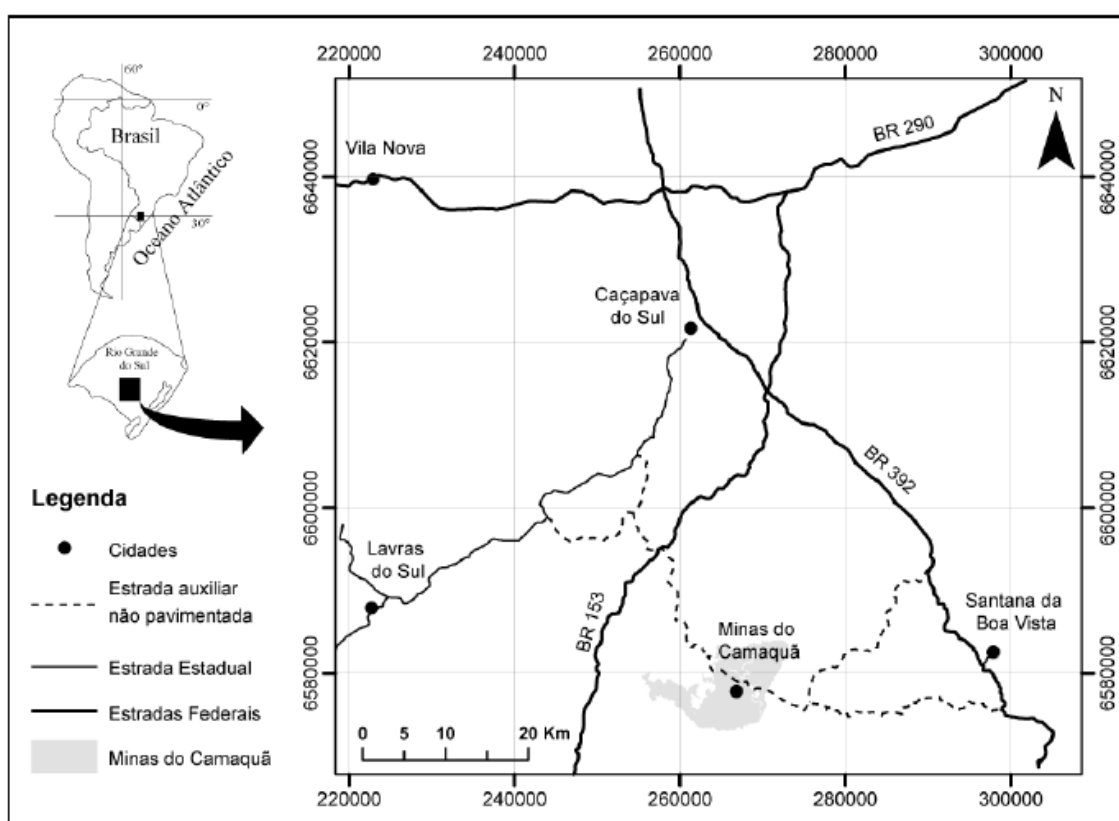 220000
240000
260000
280000
300000
60°
0°
Brasil
Oceano Atlântico
30°
Rio Grande
do Sul
N
BR 290
Vila Nova
6640000
6640000
Caçapava
do Sul
6620000
6620000
BR 392
6600000
6600000
Lavras
do Sul
BR 153
Santana da
Boa Vista
Minas do
Camaquã
6580000
6580000
0 5 10 20 Km
220000
240000
260000
280000
300000
Legenda
Cidades
Estrada auxiliar
não pavimentada
Estrada Estadual
Estradas Federais
Minas do Camaquã